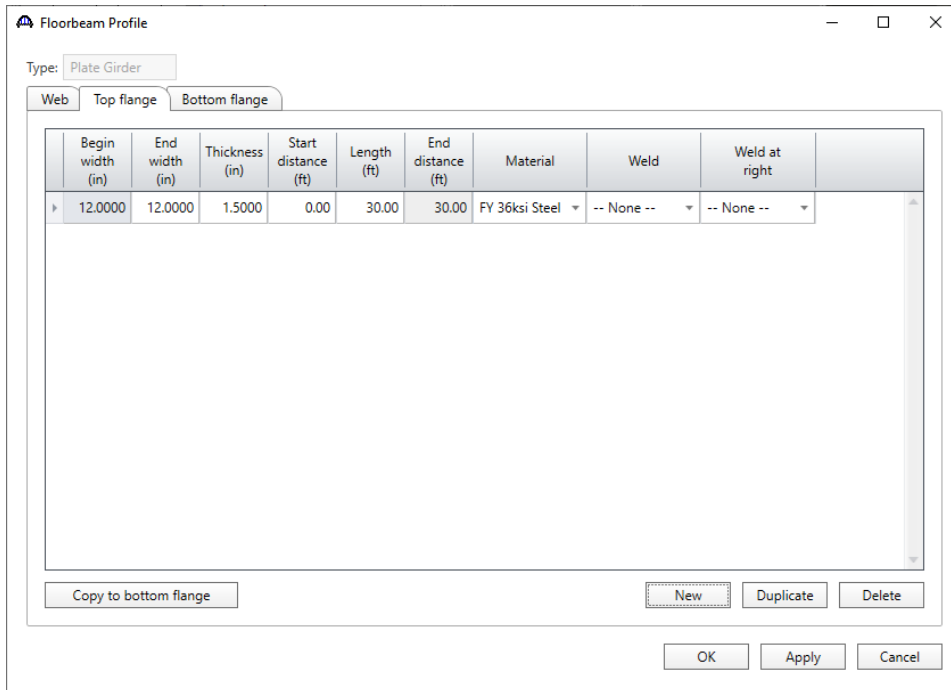 Floorbeam Profile
Type: Plate Girder
Web Top flange Bottom flange
Begin width (in) End width (in) Thickness (in) Start distance (ft) Length (ft) End distance (ft) Material Weld Weld at right
12.0000 12.0000 1.5000 0.00 30.00 30.00 FY 36ksi Steel -- None -- -- None --
Copy to bottom flange New Duplicate Delete
OK Apply Cancel